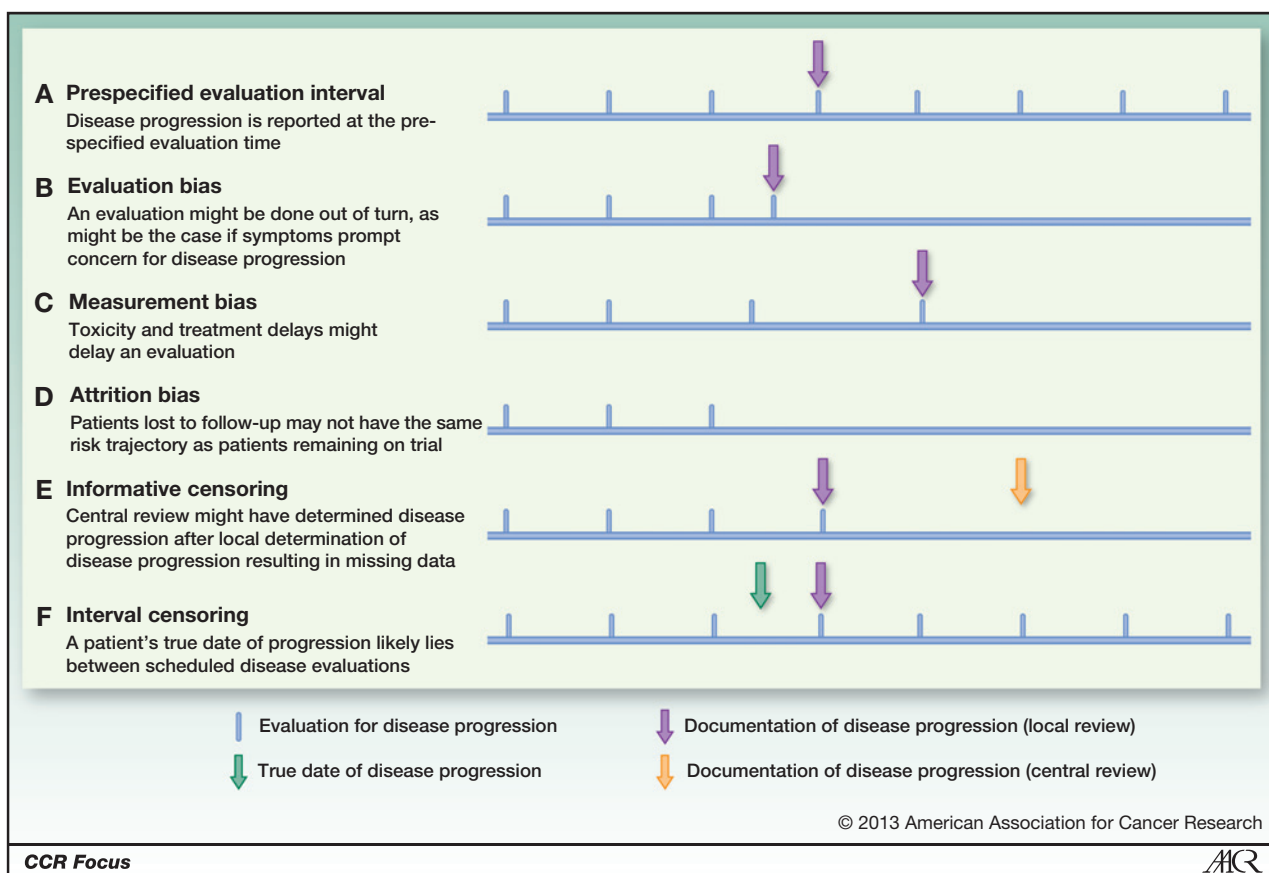 A Prespecified evaluation interval
Disease progression is reported at the pre-
specified evaluation time
B Evaluation bias
An evaluation might be done out of turn, as
might be the case if symptoms prompt
concern for disease progression
C Measurement bias
Toxicity and treatment delays might
delay an evaluation
D Attrition bias
Patients lost to follow-up may not have the same
risk trajectory as patients remaining on trial
E Informative censoring
Central review might have determined disease
progression after local determination of
disease progression resulting in missing data
F Interval censoring
A patient’s true date of progression likely lies
between scheduled disease evaluations
Evaluation for disease progression
Documentation of disease progression (local review)
True date of disease progression
Documentation of disease progression (central review)
© 2013 American Association for Cancer Research
CCR Focus
AACR